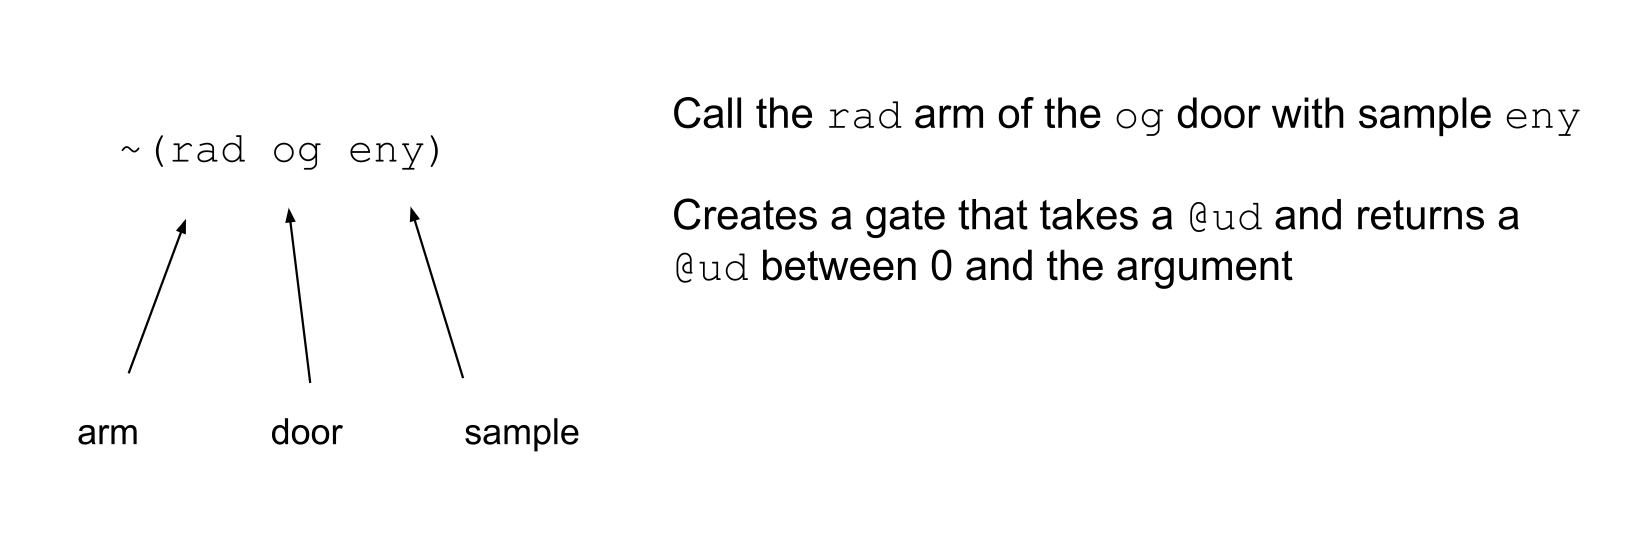 ~(rad og eny)
arm
door
sample
Call the rad arm of the og door with sample eny
Creates a gate that takes a @ud and returns a
@ud between 0 and the argument